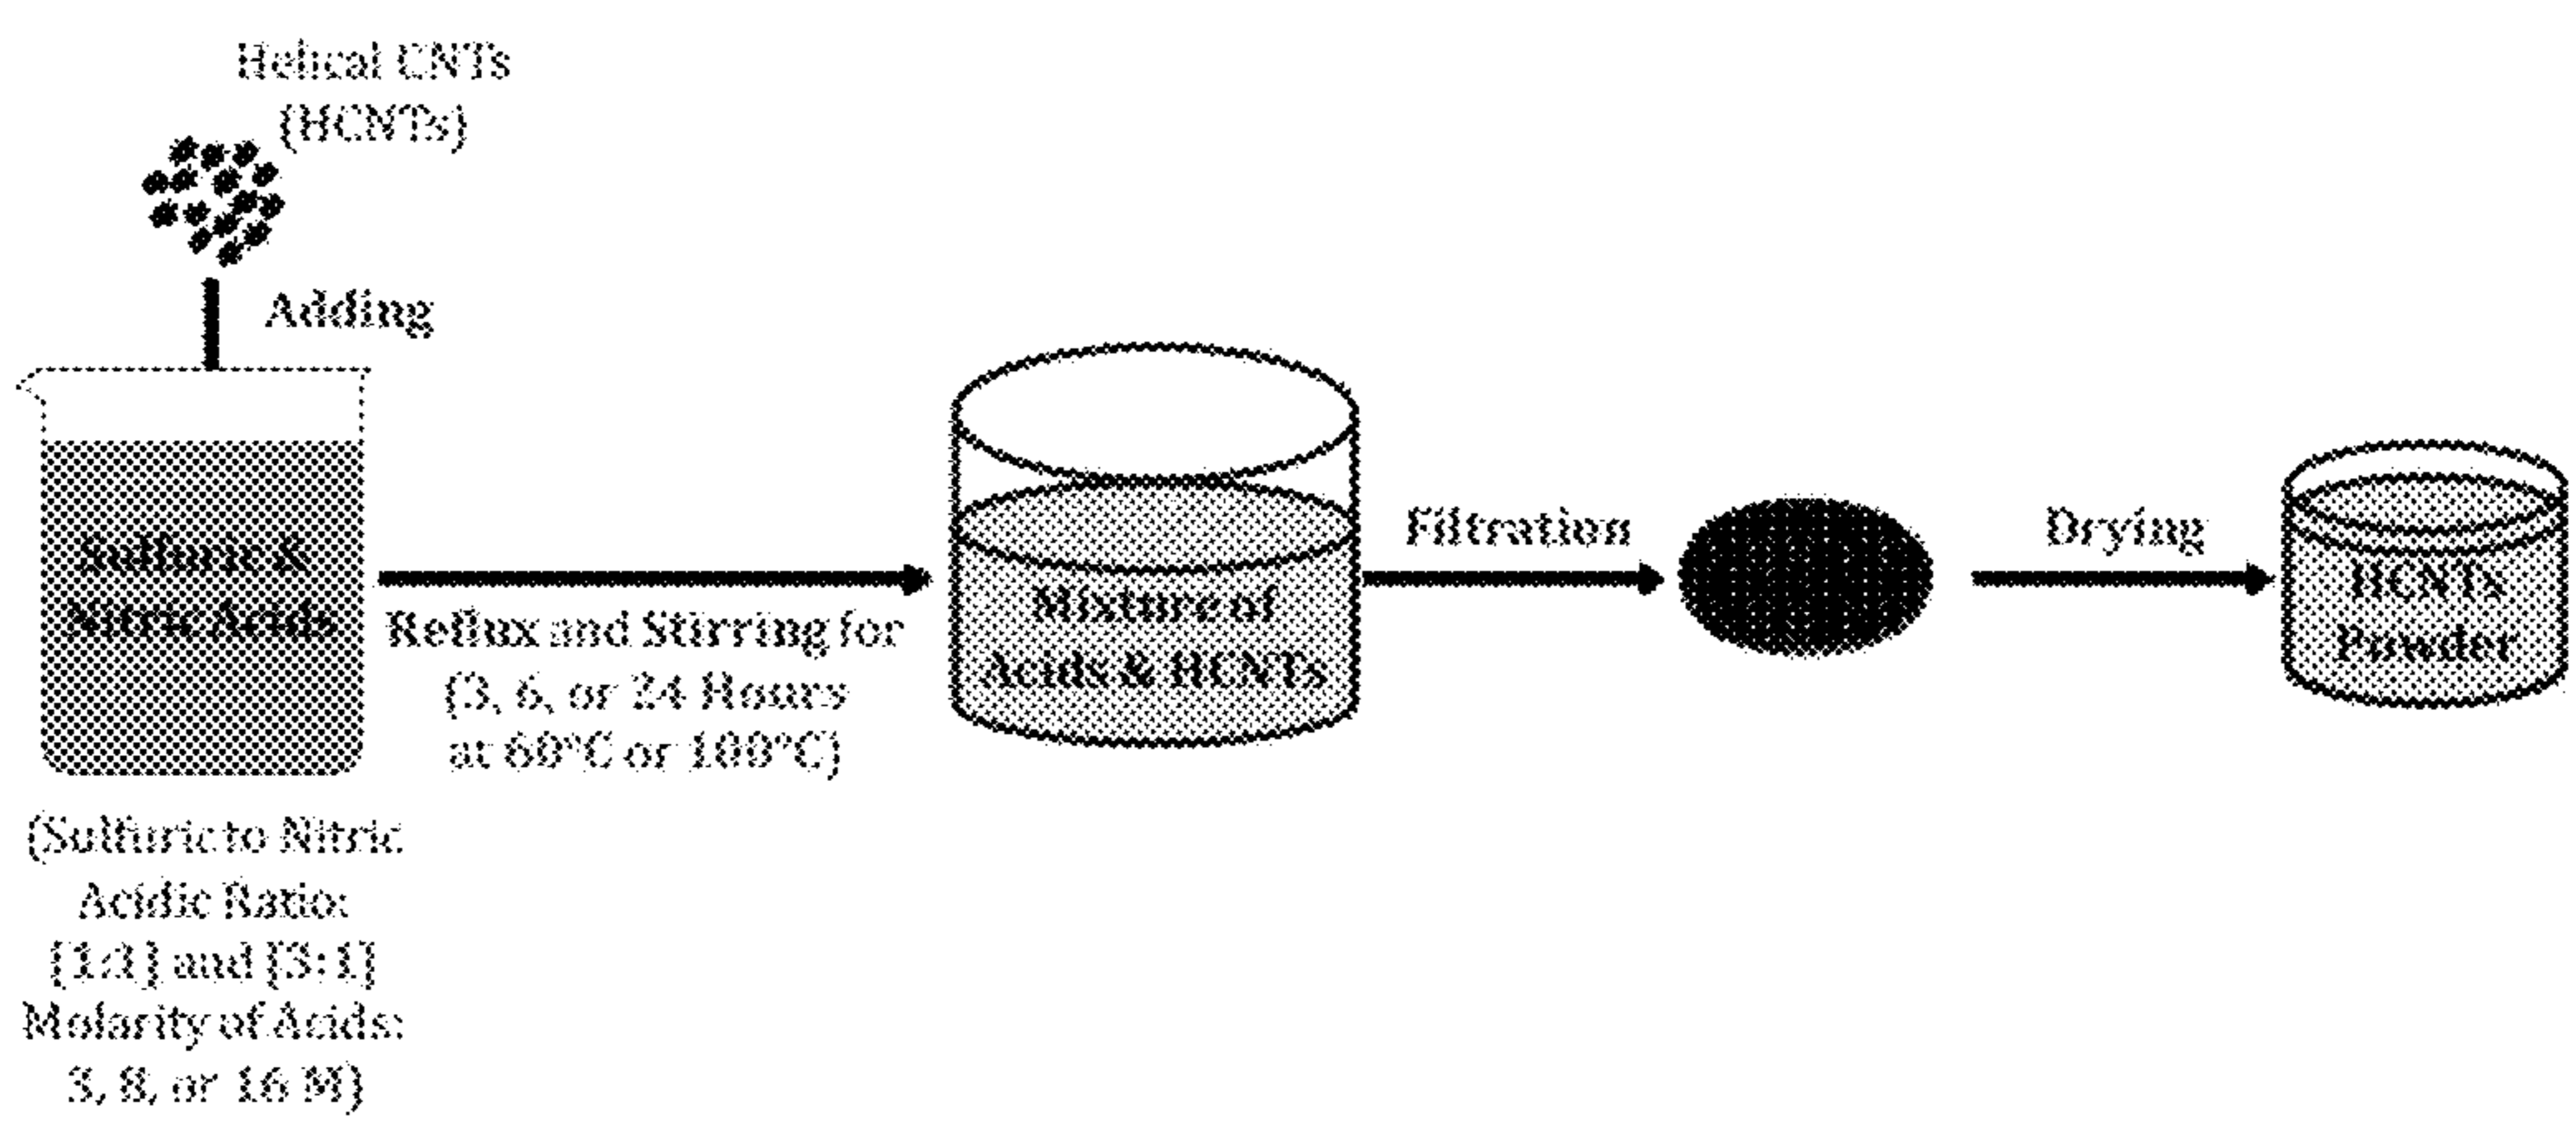 Helical CNTs
(HCNTs)
Adding
Sulfuric &
Nitric Acids
Reflux and Stirring for
(3, 6, or 24 Hours
at 60°C or 100°C)
(Sulfuric to Nitric
Acidic Ratio:
[1:1] and [3:1]
Molarity of Acids:
3, 8, or 16 M)
Mixture of
Acids & HCNTs
Filtration
Drying
HCNTs
Powder